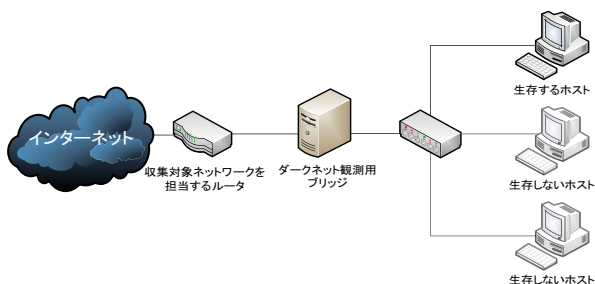 インターネット
収集対象ネットワークを
担当するルータ
ダークネット観測用
ブリッジ
生存するホスト
生存しないホスト
生存しないホスト